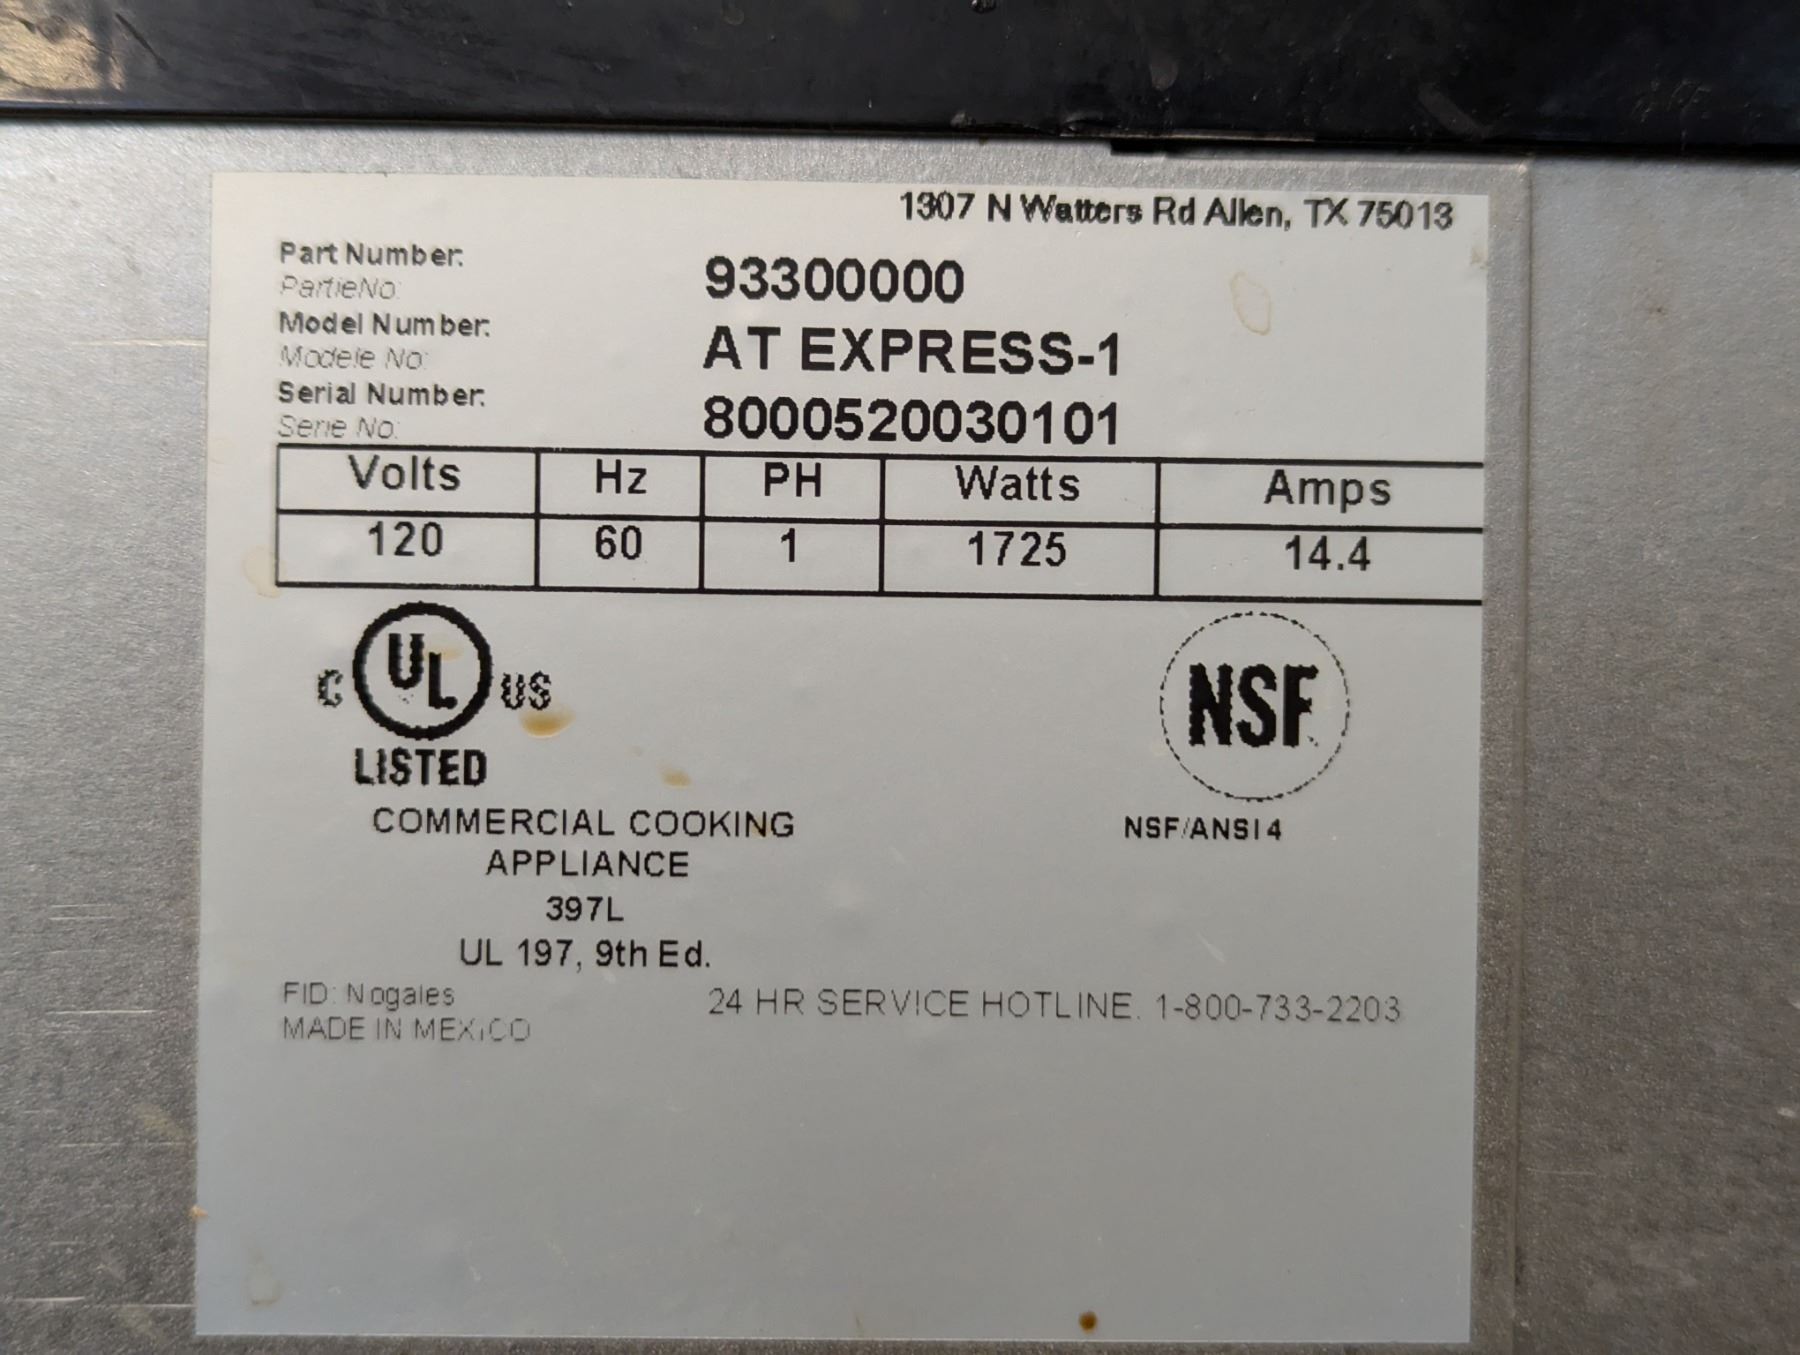 1307 N Watters Rd Allen, TX 75013
Part Number: 93300000
PartieNo:
Model Number: AT EXPRESS-1
Modele No:
Serial Number: 8000520030101
Serie No:
Volts Hz PH Watts Amps
120 60 1 1725 14.4
C UL US
LISTED
NSF
COMMERCIAL COOKING
APPLIANCE
NSF/ANSI 4
397L
UL 197, 9th Ed.
FID: Nogales
24 HR SERVICE HOTLINE. 1-800-733-2203
MADE IN MEXICO